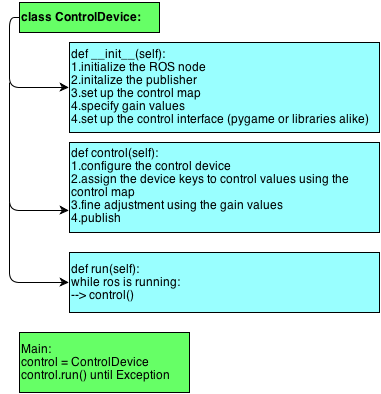 class ControlDevice:
def __init__(self):
1.initialize the ROS node
2.initalize the publisher
3.set up the control map
4.specify gain values
4.set up the control interface (pygame or libraries alike)
def control(self):
1.configure the control device
2.assign the device keys to control values using the
control map
3.fine adjustment using the gain values
4.publish
def run(self):
while ros is running:
--> control()
Main:
control = ControlDevice
control.run() until Exception